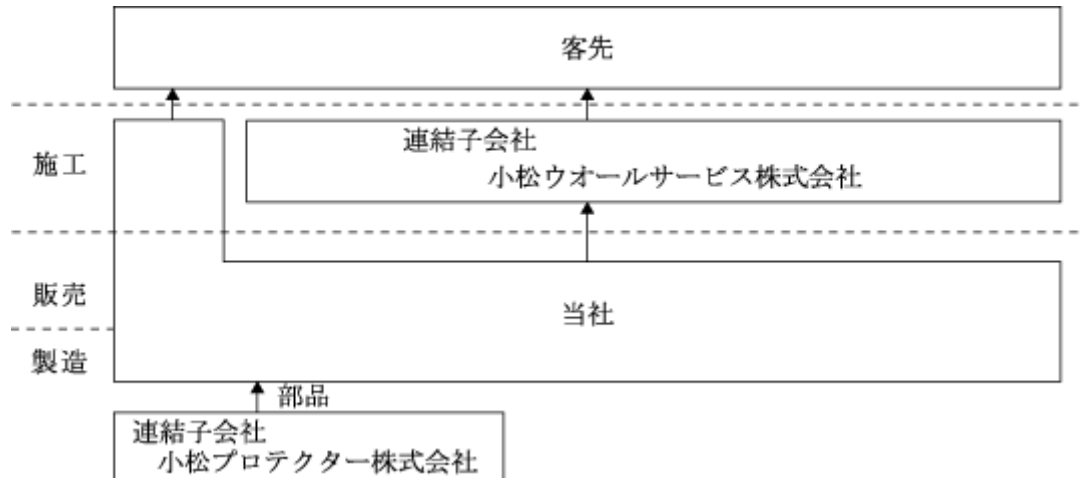 客先
施工
連結子会社
小松ウオールサービス株式会社
販売
当社
製造
部品
連結子会社
小松プロテクター株式会社